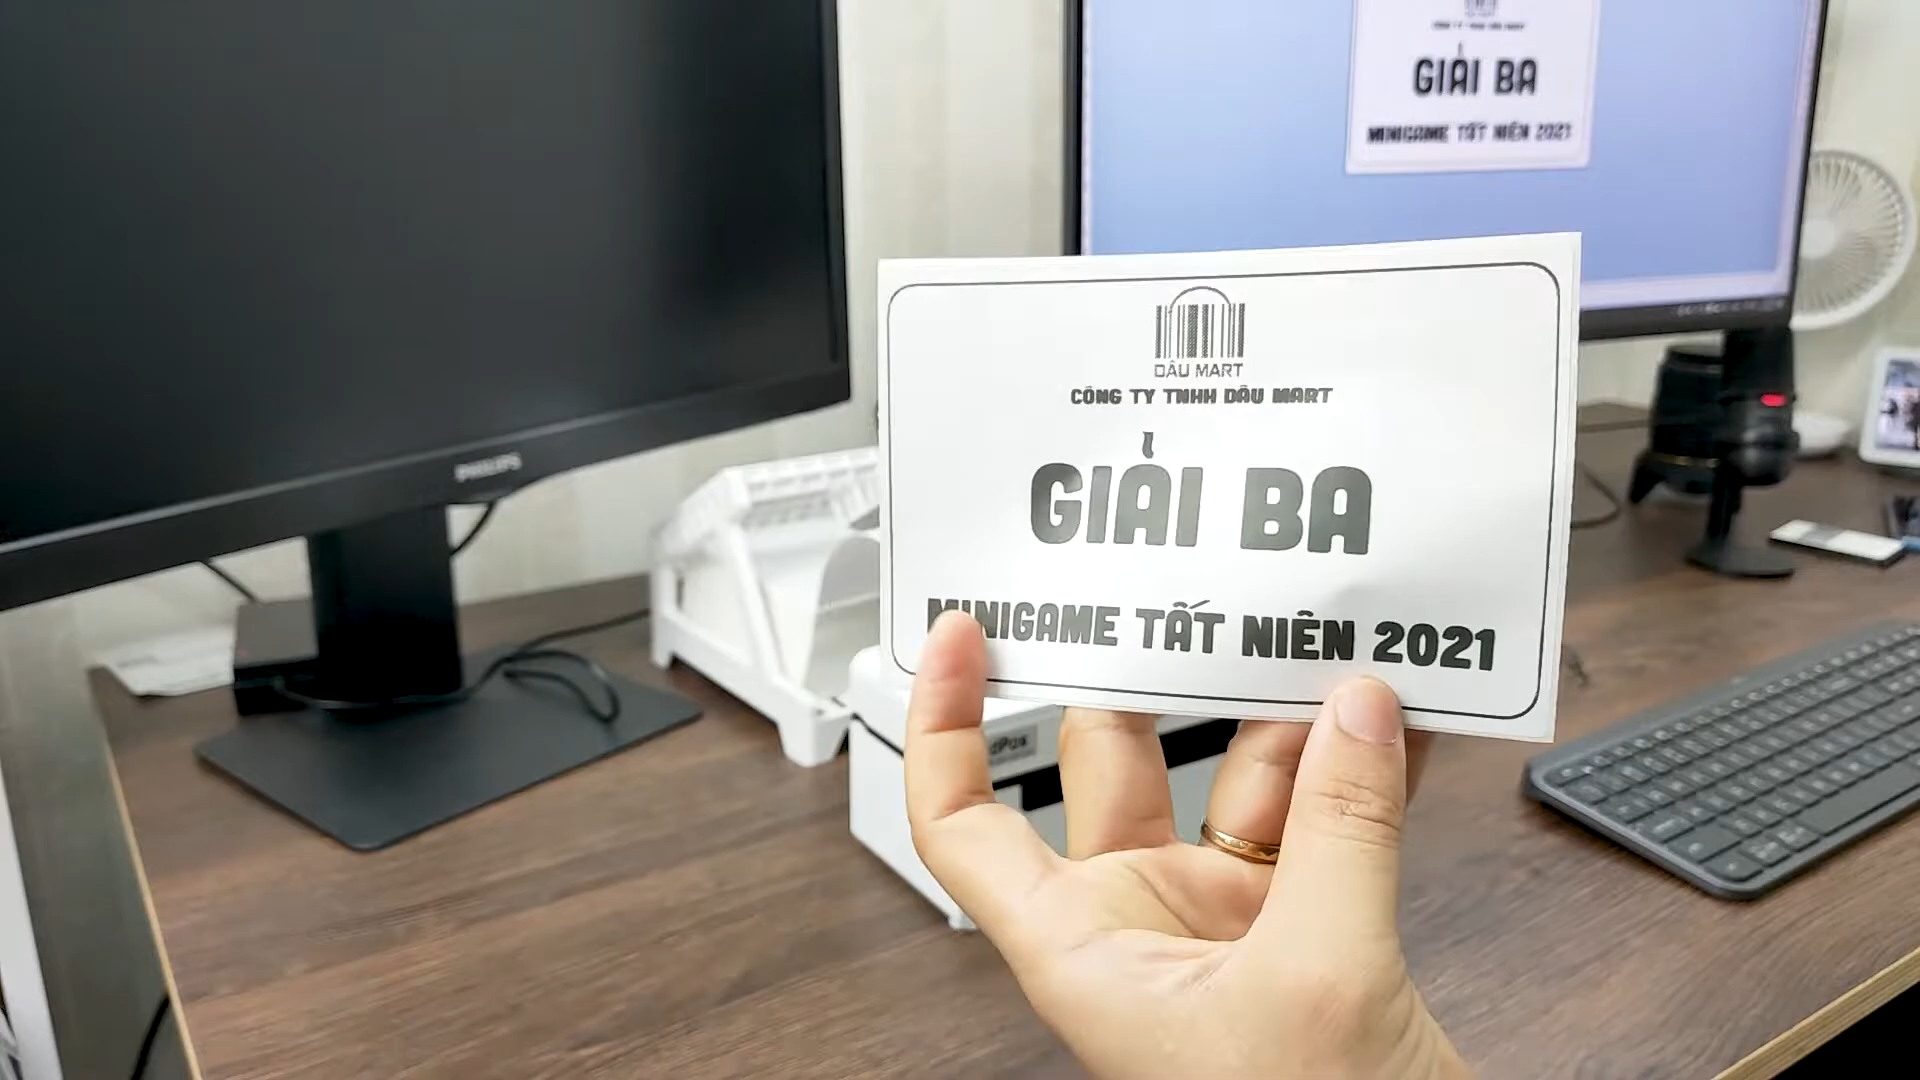 GIẢI BA
MINIGAME TẤT NIÊN 2021
DÂU MART
CÔNG TY TNHH DÂU MART
GIẢI BA
MINIGAME TẤT NIÊN 2021
PHILIPS